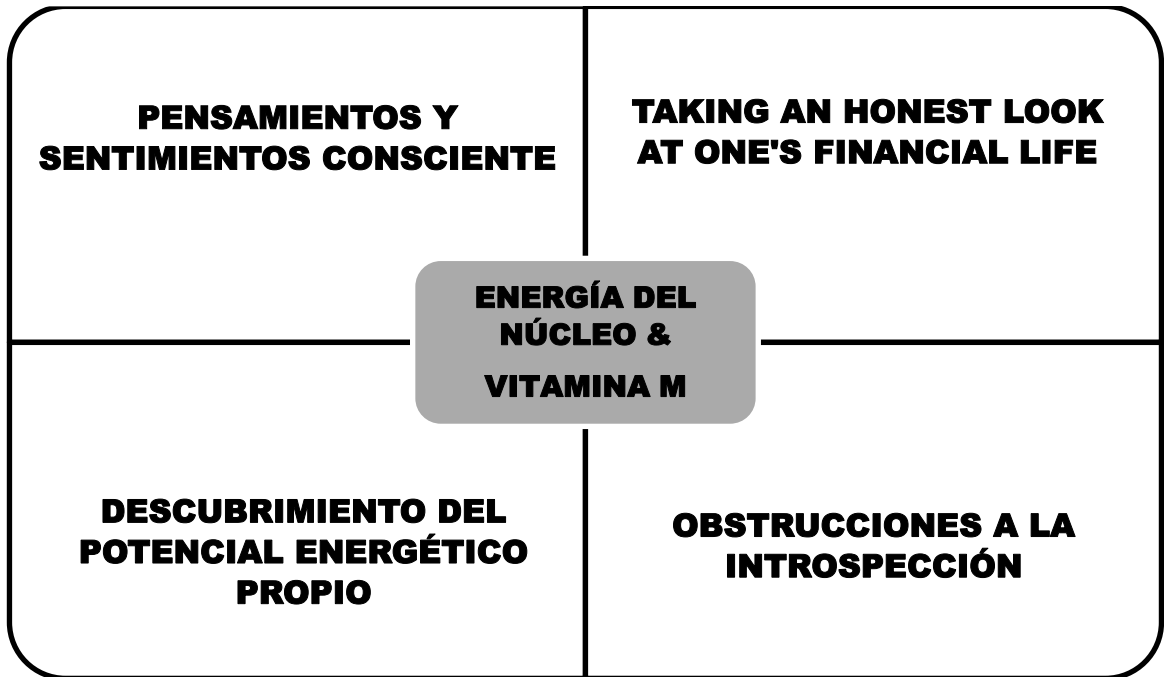 PENSAMIENTOS Y
SENTIMIENTOS CONSCIENTE
TAKING AN HONEST LOOK
AT ONE'S FINANCIAL LIFE
ENERGÍA DEL
NÚCLEO &
VITAMINA M
DESCUBRIMIENTO DEL
POTENCIAL ENERGÉTICO
PROPIO
OBSTRUCCIONES A LA
INTROSPECCIÓN